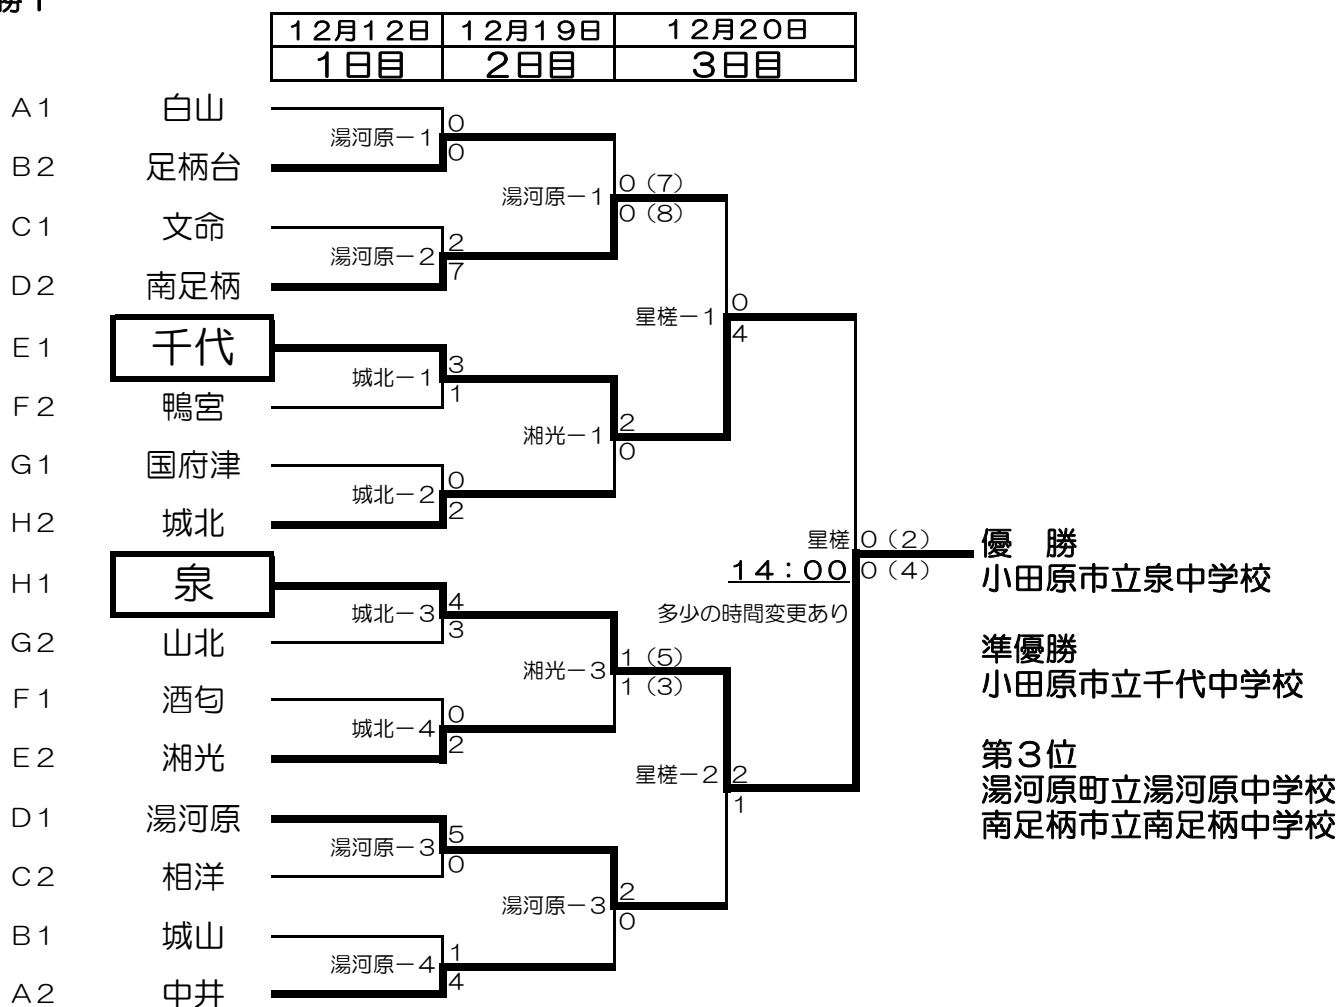 １２月１２日 １２月１９日 １２月２０日
１日目 ２日目 ３日目
A１ 白山
湯河原－１ ０
０
B２ 足柄台
湯河原－１ ０（７）
０（８）
C１ 文命
湯河原－２ ２
７
D２ 南足柄
星槎－１ ０
４
E１ 千代
城北－１ ３
１
F２ 鴨宮
湘光－１ ２
０
G１ 国府津
城北－２ ０
２
H２ 城北
星槎 ０（２）
１４：００ ０（４）
多少の時間変更あり
H１ 泉
城北－３ ４
３
G２ 山北
湘光－３ １（５）
１（３）
F１ 酒匂
城北－４ ０
２
E２ 湘光
星槎－２ ２
１
D１ 湯河原
湯河原－３ ５
０
C２ 相洋
湯河原－３ ２
０
B１ 城山
湯河原－４ １
４
A２ 中井
優　勝
小田原市立泉中学校
準優勝
小田原市立千代中学校
第３位
湯河原町立湯河原中学校
南足柄市立南足柄中学校